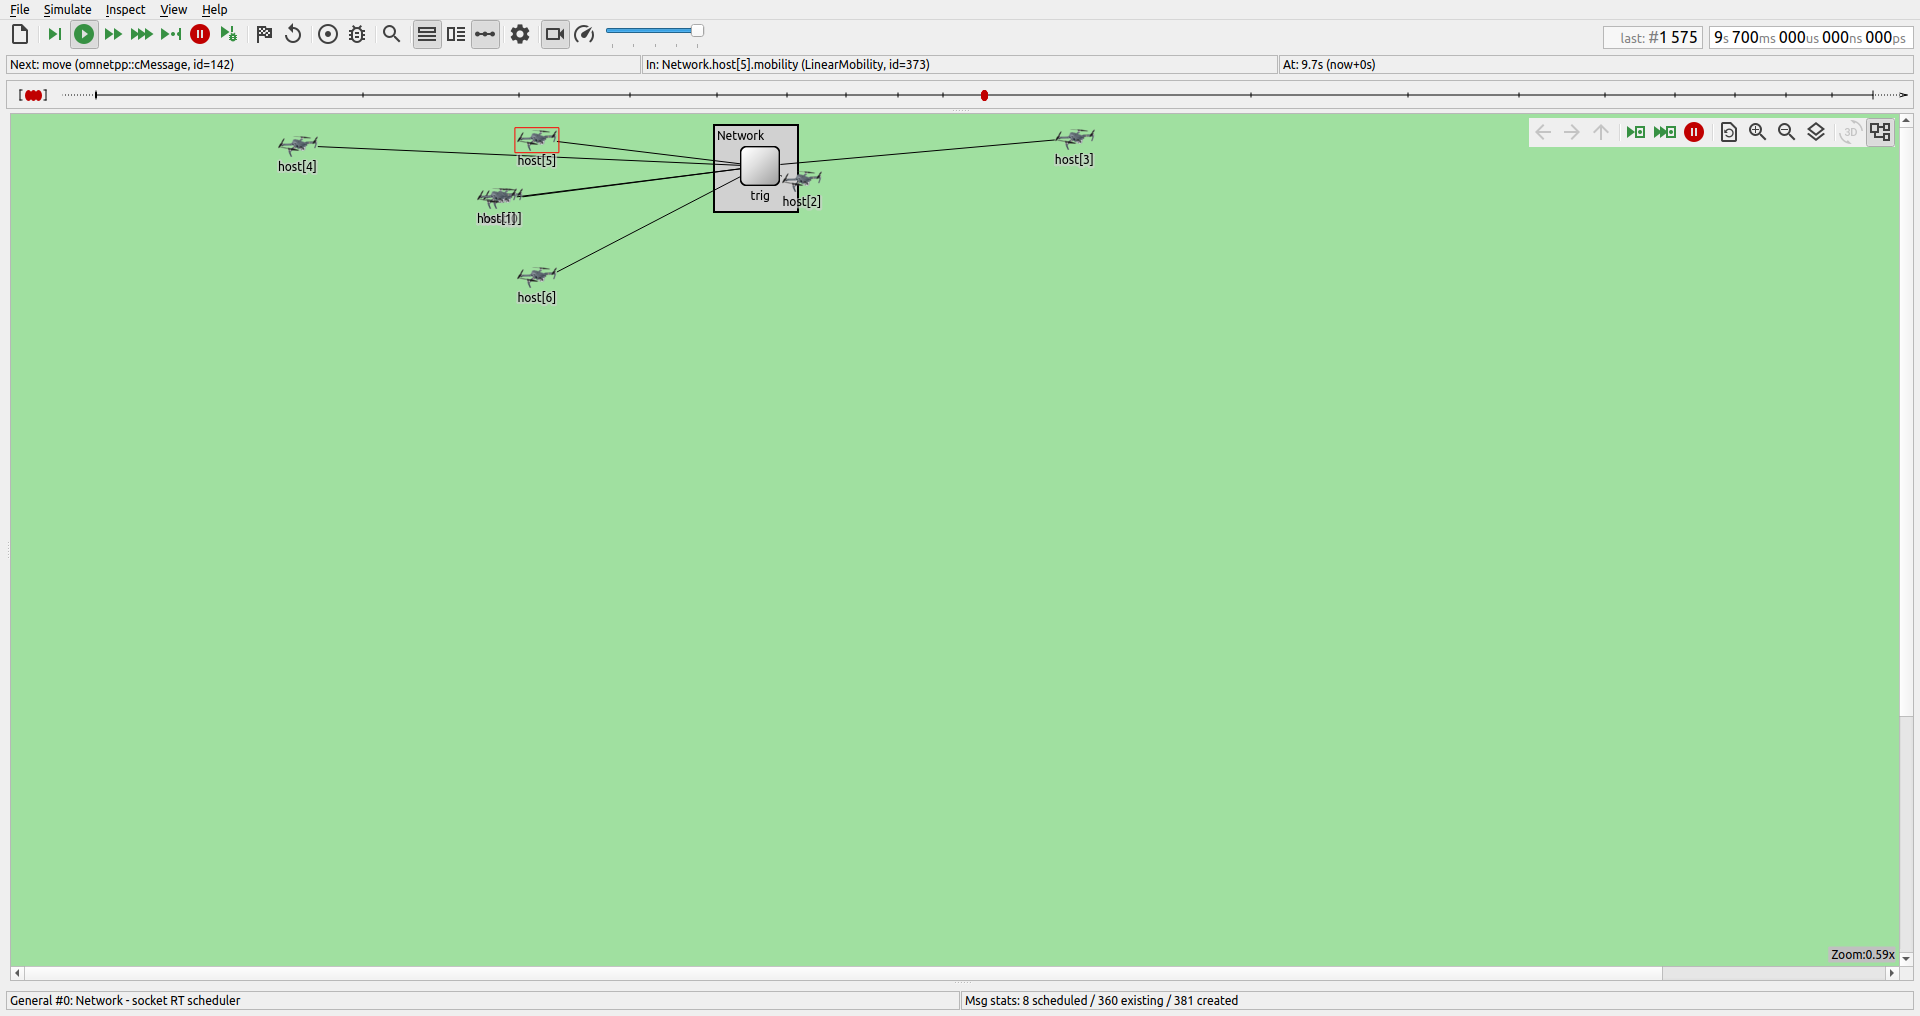 File Simulate Inspect View Help
last: #1 575
9s 700ms 000us 000ns 000ps
Next: move (omnetpp::cMessage, id=142)
In: Network.host[5].mobility (LinearMobility, id=373)
At: 9.7s (now+0s)
Network
3D
host[4]
host[5]
host[3]
trig
host[2]
host[6]
Zoom:0.59x
General #0: Network - socket RT scheduler
Msg stats: 8 scheduled / 360 existing / 381 created